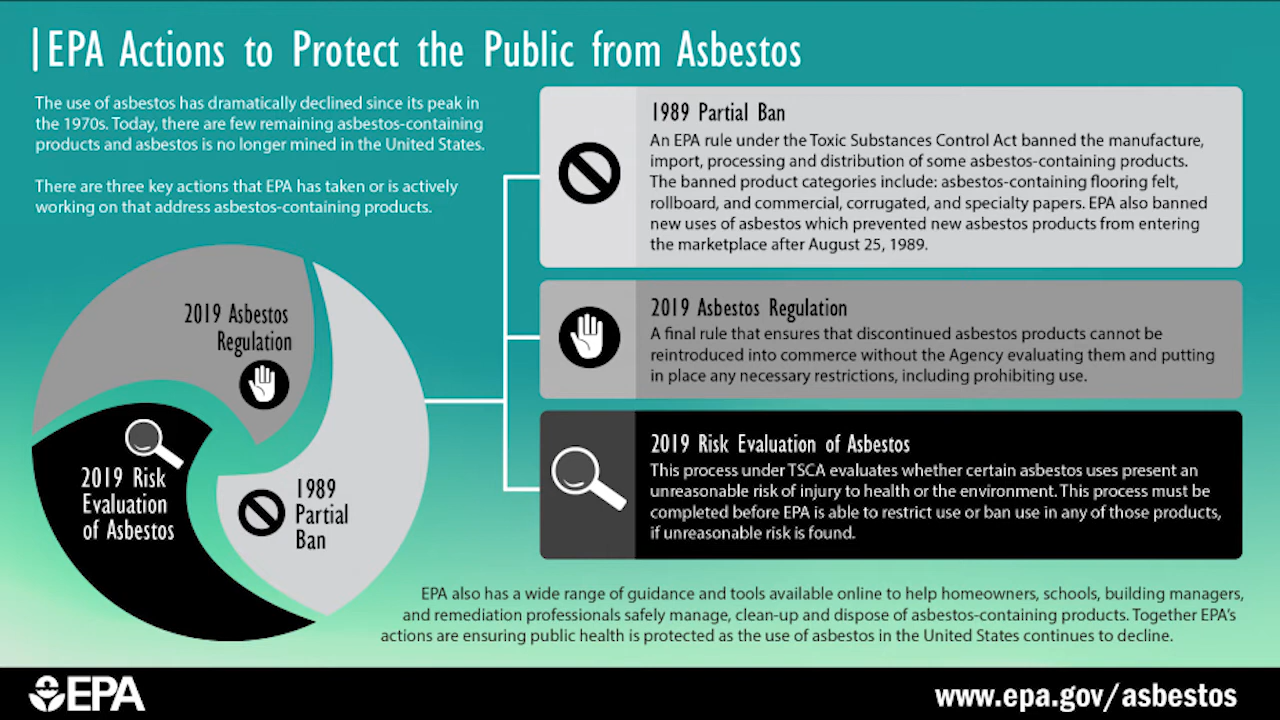 EPA Actions to Protect the Public from Asbestos
The use of asbestos has dramatically declined since its peak in
the 1970s. Today, there are few remaining asbestos-containing
products and asbestos is no longer mined in the United States.
There are three key actions that EPA has taken or is actively
working on that address asbestos-containing products.
2019 Asbestos
Regulation
2019 Risk
Evaluation
of Asbestos
1989
Partial
Ban
1989 Partial Ban
An EPA rule under the Toxic Substances Control Act banned the manufacture,
import, processing and distribution of some asbestos-containing products.
The banned product categories include: asbestos-containing flooring felt,
rollboard, and commercial, corrugated, and specialty papers. EPA also banned
new uses of asbestos which prevented new asbestos products from entering
the marketplace after August 25, 1989.
2019 Asbestos Regulation
A final rule that ensures that discontinued asbestos products cannot be
reintroduced into commerce without the Agency evaluating them and putting
in place any necessary restrictions, including prohibiting use.
2019 Risk Evaluation of Asbestos
This process under TSCA evaluates whether certain asbestos uses present an
unreasonable risk of injury to health or the environment. This process must be
completed before EPA is able to restrict use or ban use in any of those products,
if unreasonable risk is found.
EPA also has a wide range of guidance and tools available online to help homeowners, schools, building managers,
and remediation professionals safely manage, clean-up and dispose of asbestos-containing products. Together EPA's
actions are ensuring public health is protected as the use of asbestos in the United States continues to decline.
EPA
www.epa.gov/asbestos